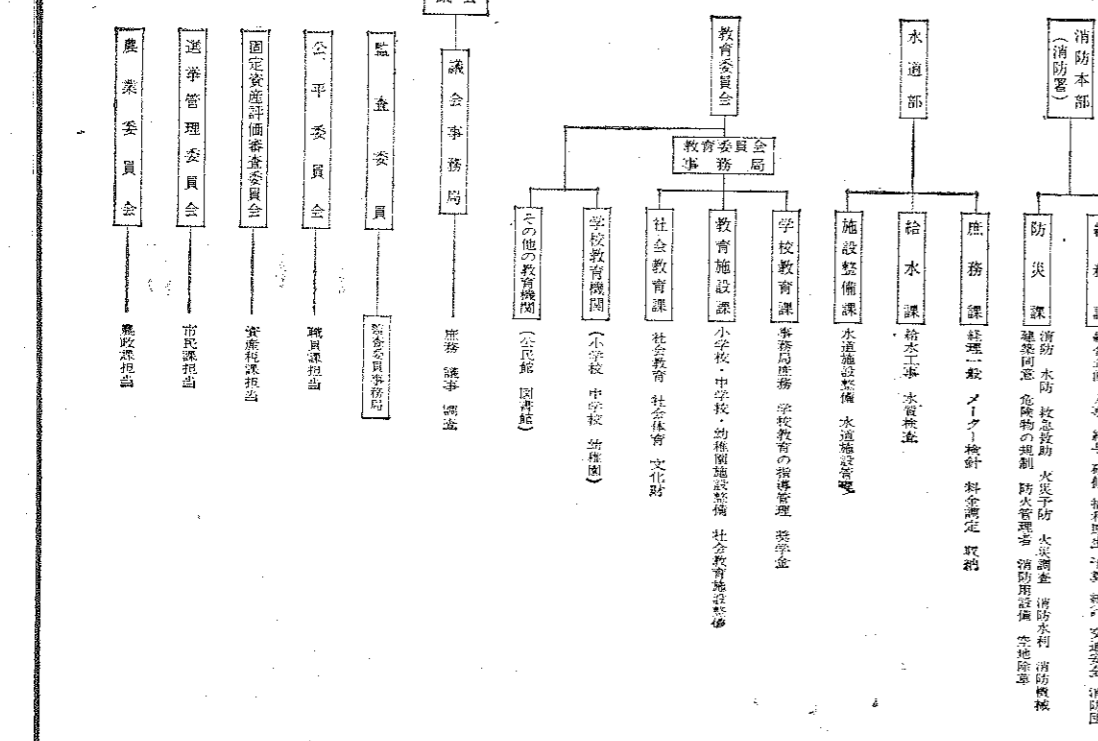 消防本部
(消防署)
防災課
消防 水防 救急救助 火災予防 火災調査 消防水利 消防機械
建築同意 危険物の規制 防火管理者 消防用設備 空地除草
水道部
庶務課
経理一般 メーター検針 料金調定 収納
給水課
給水工事 水質検査
施設整備課
水道施設整備 水道施設管理
教育委員会
教育委員会
事務局
学校教育課
事務局庶務 学校教育の指導管理 奨学金
教育施設課
小学校・中学校・幼稚園施設整備 社会教育施設整備
社会教育課
社会教育 社会体育 文化財
学校教育機関
(小学校 中学校 幼稚園)
その他の教育機関
(公民館 図書館)
議会事務局
庶務 議事 調査
監査委員
監査委員事務局
公平委員会
職員課担当
固定資産評価審査委員会
資産税課担当
選挙管理委員会
市民課担当
農業委員会
農政課担当